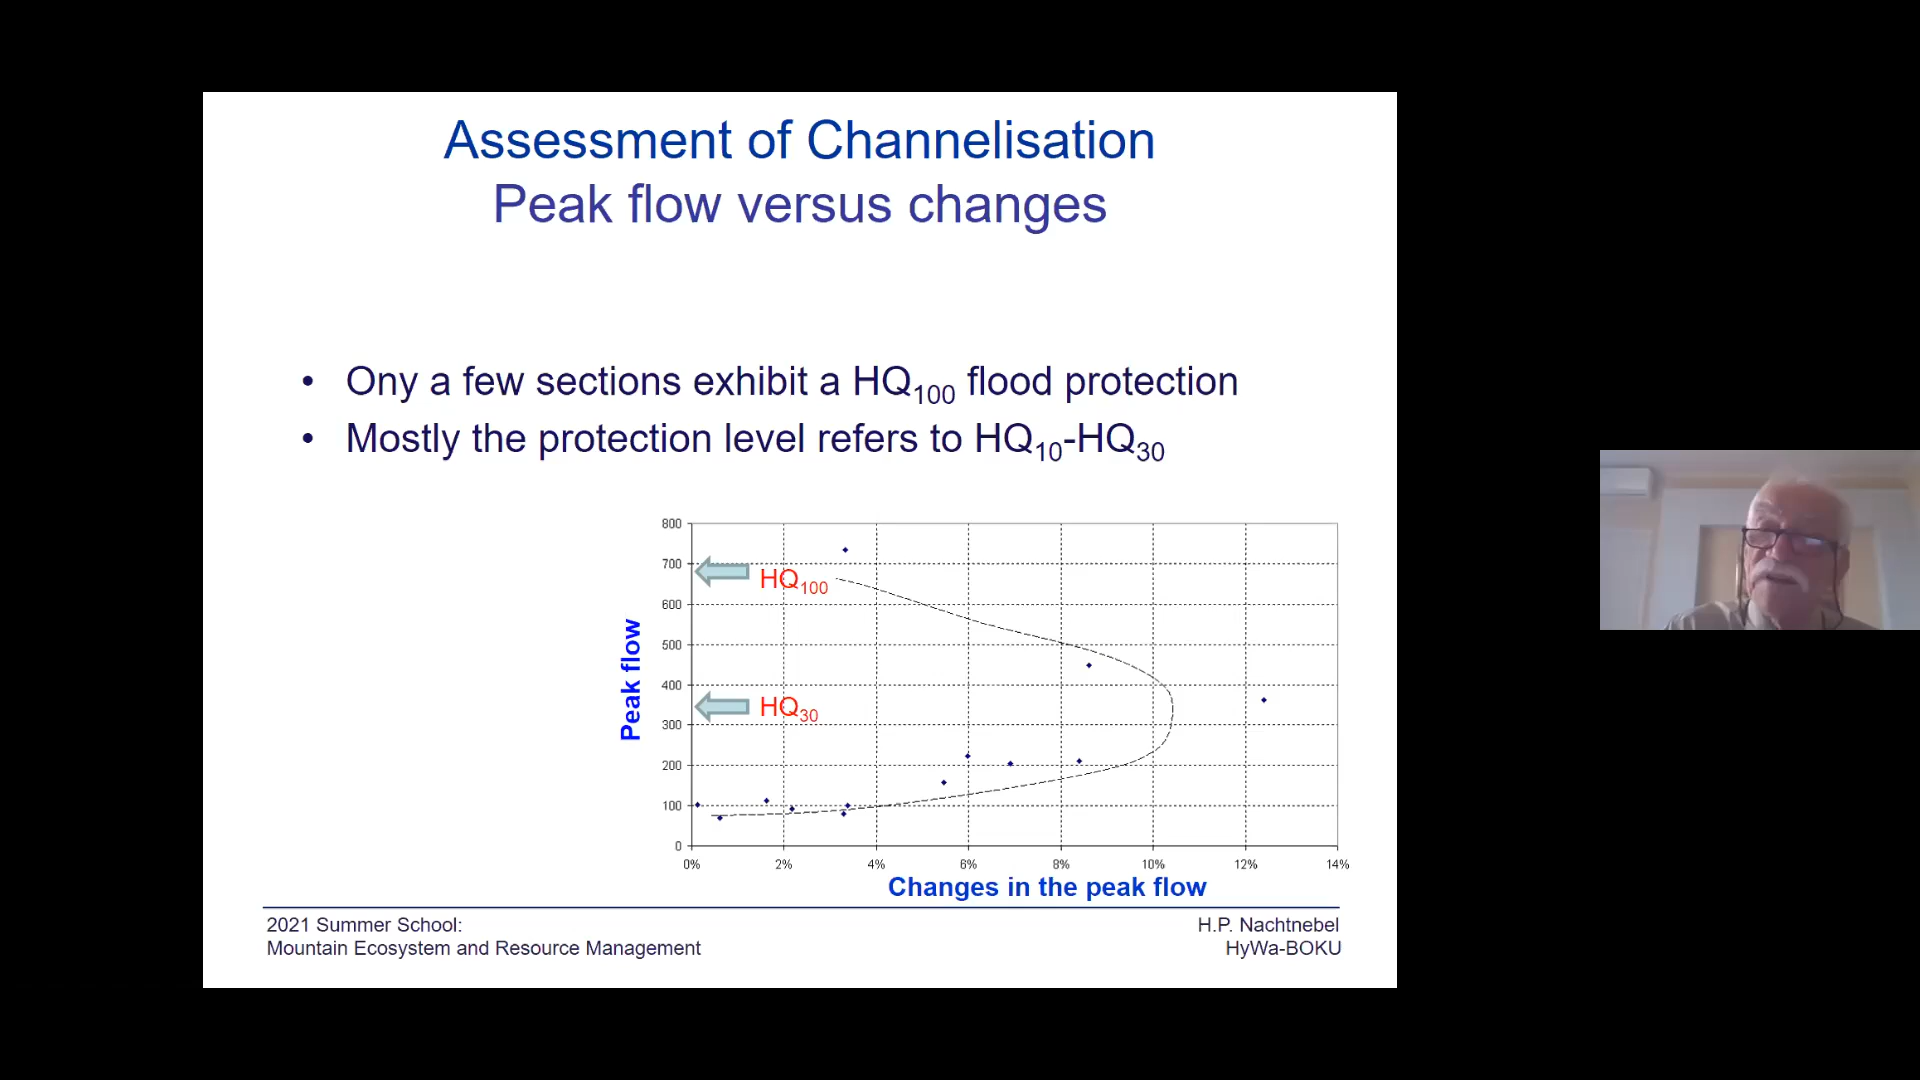 Assessment of Channelisation
Peak flow versus changes
• Ony a few sections exhibit a HQ100 flood protection
• Mostly the protection level refers to HQ10-HQ30
800
700
600
500
400
300
200
100
0
HQ100
HQ30
Peak flow
0% 2% 4% 6% 8% 10% 12% 14%
Changes in the peak flow
2021 Summer School:
Mountain Ecosystem and Resource Management
H.P. Nachtnebel
HyWa-BOKU